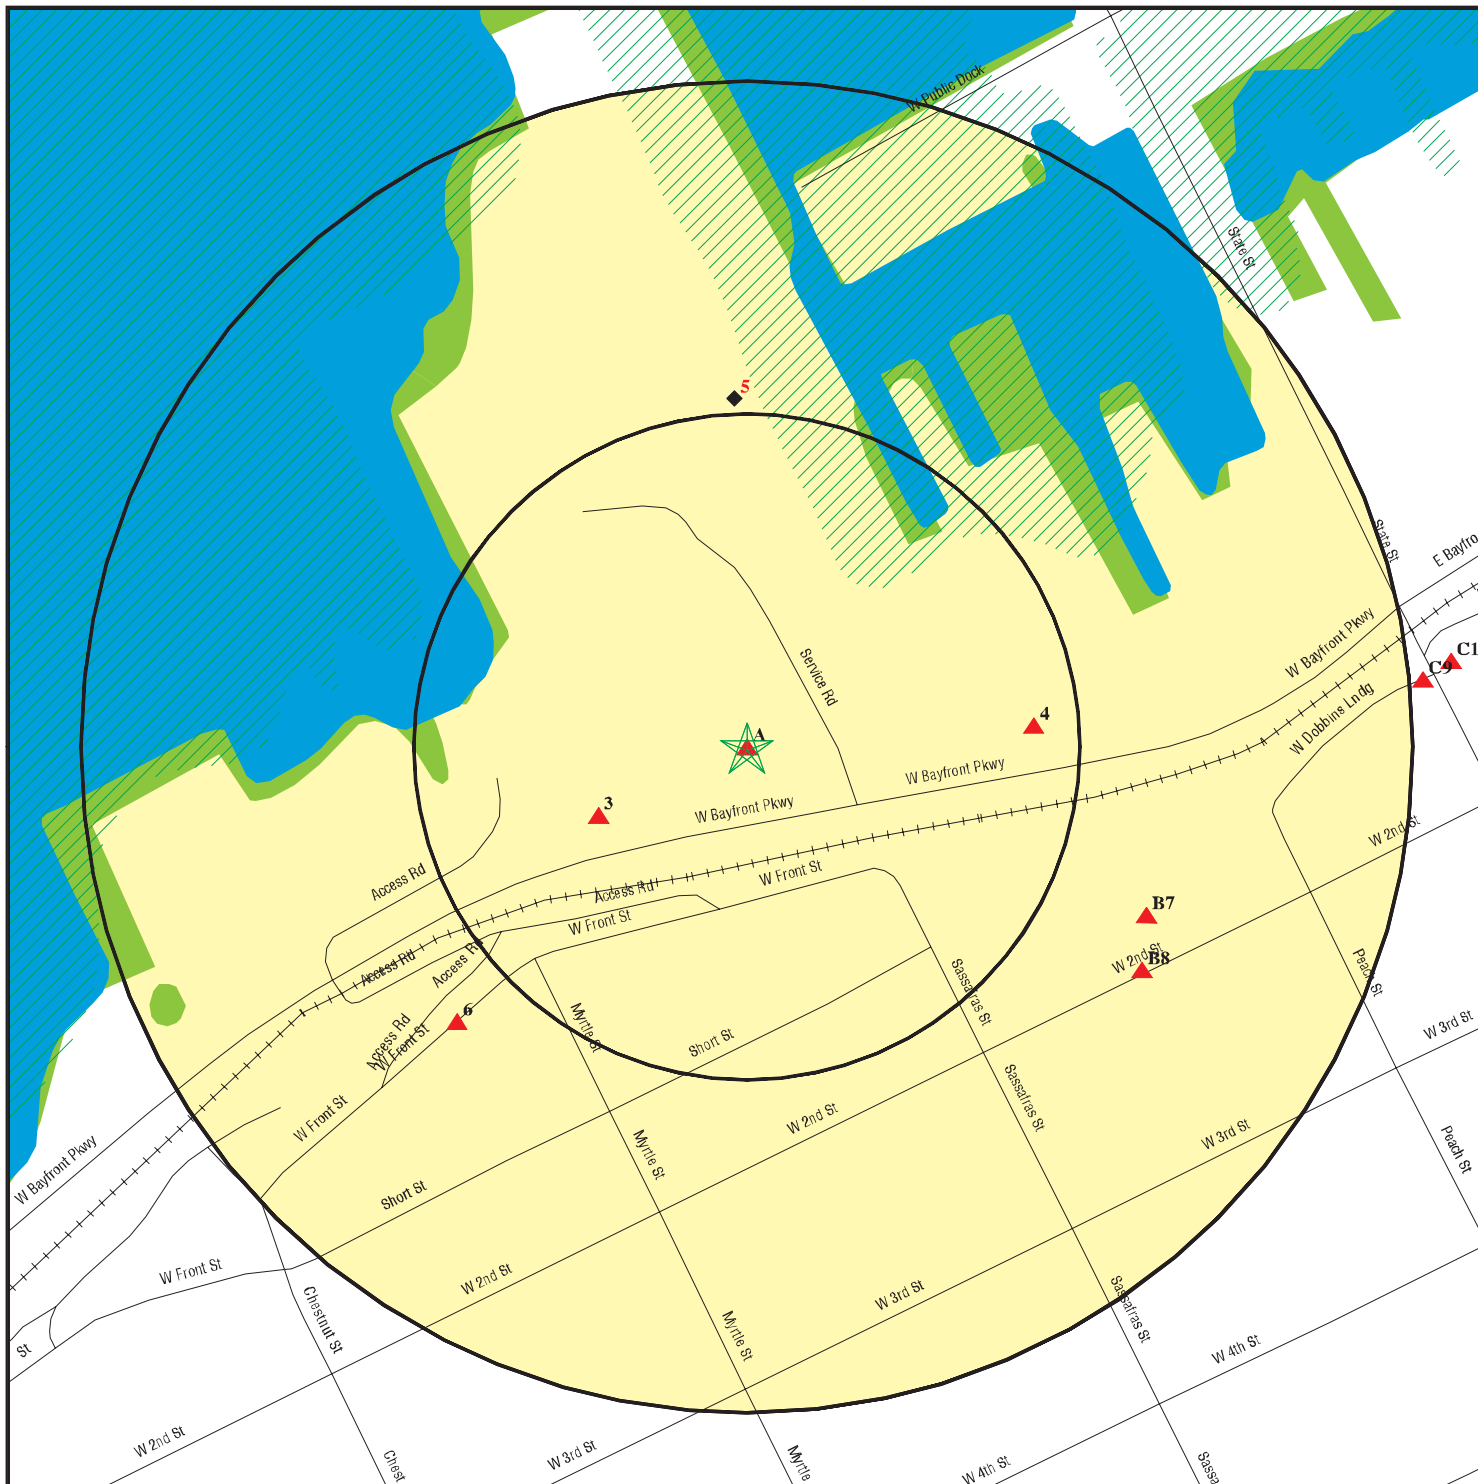 W Public Dock
State St
5
State St
E Bayfro
W Bayfront Pkwy
C1
C9
Service Rd
W Dobbins Lndg
4
A
W Bayfront Pkwy
3
W Bayfront Pkwy
W 2nd St
Access Rd
W Front St
Access Rd
W Front St
B7
W 2nd St
B8
Access Rd
Access Rd
Sassafras St
Peach St
6
Access Rd
W Front St
Myrtle St
Short St
W 3rd St
Sassafras St
W Front St
W 2nd St
W 3rd St
Myrtle St
Peach St
W Bayfront Pkwy
Short St
W Front St
W 2nd St
W 3rd St
Chestnut St
Myrtle St
Sassafras St
St
W 4th St
W 2nd St
W 3rd St
Chest
Myrtle
W 4th St
Sassa